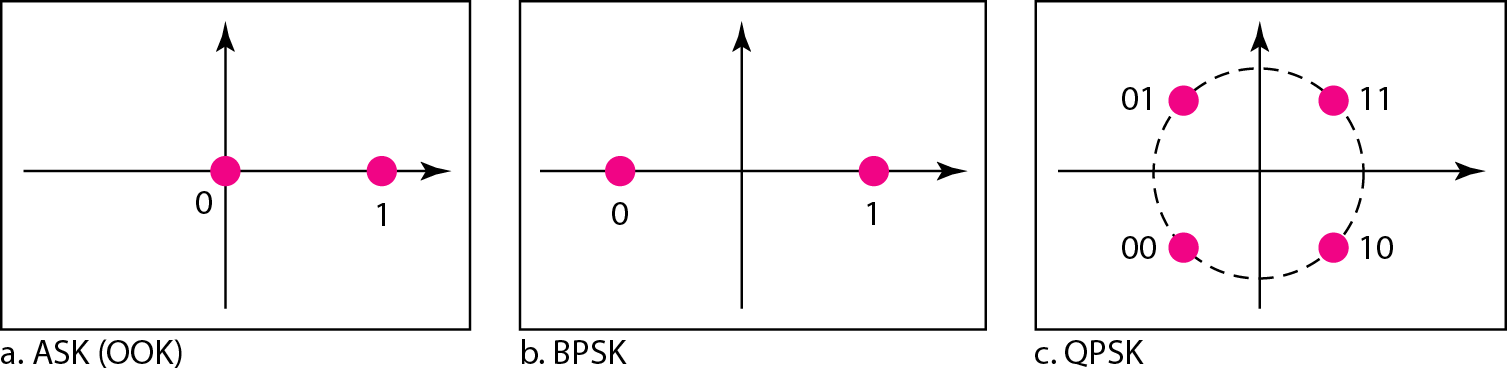 01 11
0 1 0 1 00 10
a. ASK (OOK) b. BPSK c. QPSK